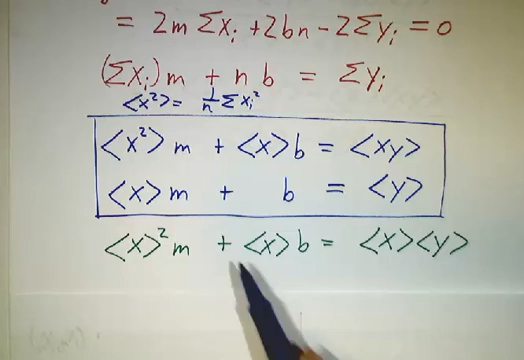 = 2m Σxᵢ + 2bn - 2Σyᵢ = 0
(Σxᵢ)m + n b = Σyᵢ
<x²> = 1/n Σxᵢ²
<x²> m + <x> b = <xy>
<x> m + b = <y>
<x>² m + <x> b = <x><y>